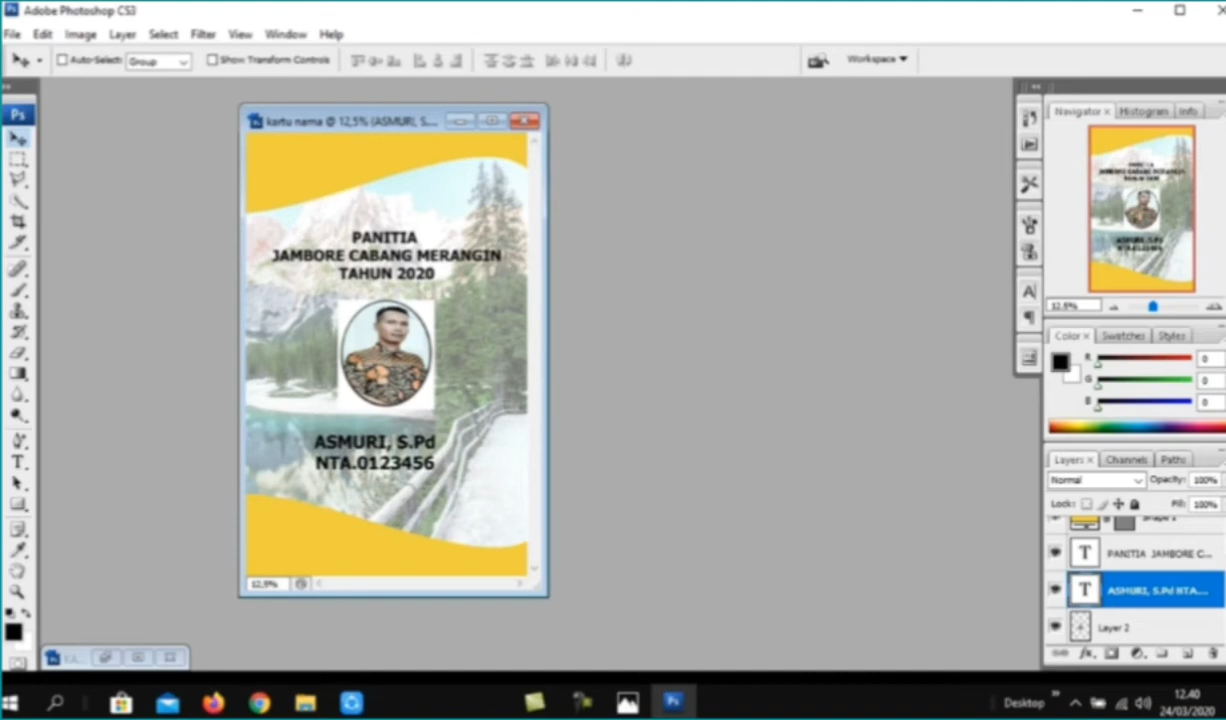 Adobe Photoshop CS3
File Edit Image Layer Select Filter View Window Help
Auto-Select: Group Show Transform Controls Workspace
Ps
kartu nama @ 12,5% (ASMURI, S....
Navigator Histogram Info
PANITIA
JAMBORE CABANG MERANGIN
TAHUN 2020
ASMURI, S.Pd
NTA.0123456
12,5%
12,5%
Color Swatches Styles
R 0
G 0
B 0
Layers Channels Paths
Normal Opacity: 100%
Lock: Fill: 100%
Shape 1
T PANITIA JAMBORE C...
T ASMURI, S.Pd NTA....
Layer 2
Desktop
12.40
24/03/2020